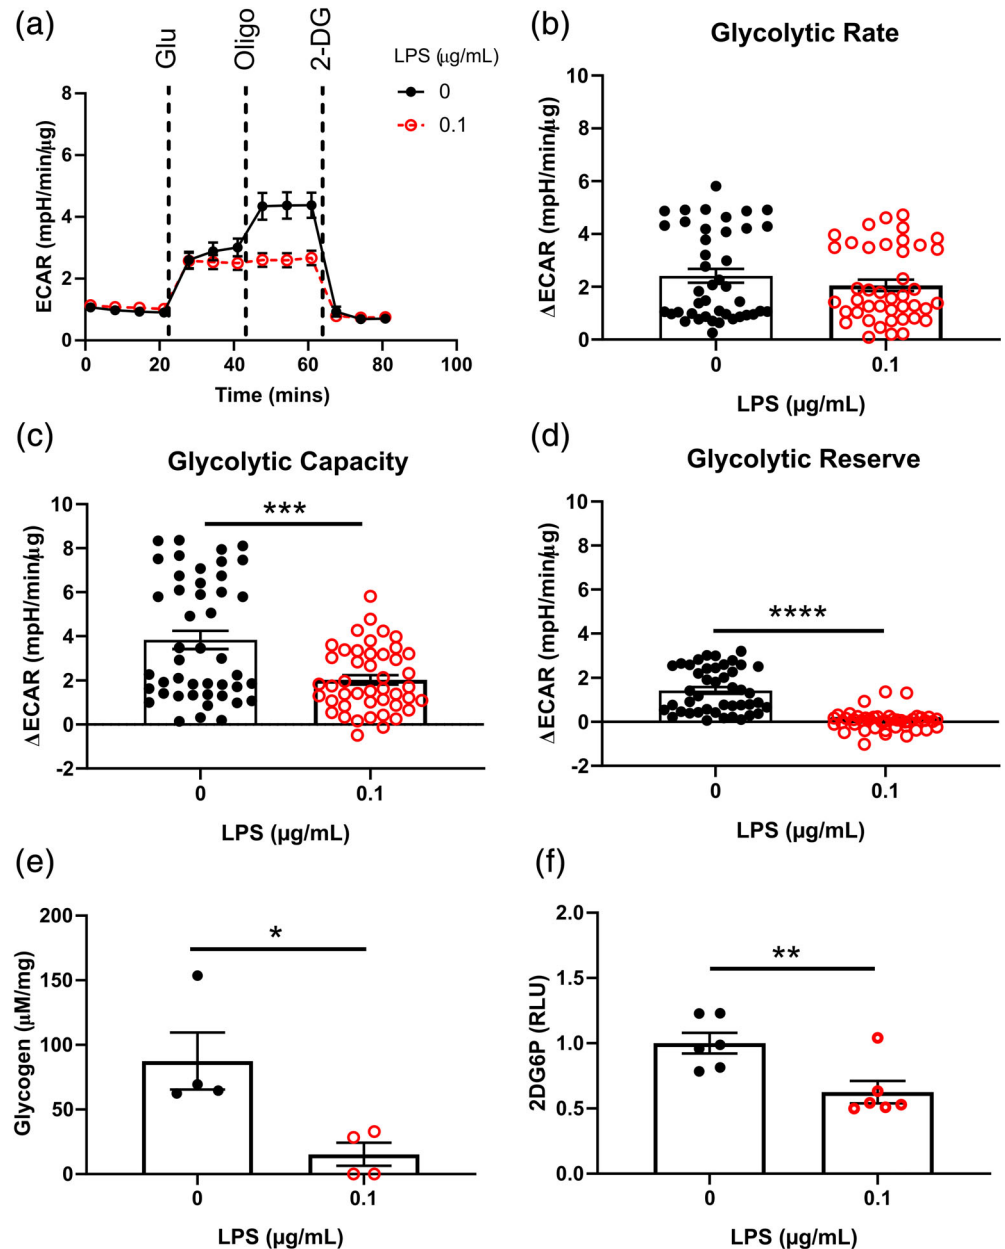 (a)
Glu
Oligo
2-DG
LPS (μg/mL)
0
0.1
ECAR (mpH/min/μg)
8
6
4
2
0
0 20 40 60 80 100
Time (mins)
(b)
Glycolytic Rate
ΔECAR (mpH/min/μg)
10
8
6
4
2
0
0 0.1
LPS (μg/mL)
(c)
Glycolytic Capacity
ΔECAR (mpH/min/μg)
10
8
6
4
2
0
-2
***
0 0.1
LPS (μg/mL)
(d)
Glycolytic Reserve
ΔECAR (mpH/min/μg)
10
8
6
4
2
0
-2
****
0 0.1
LPS (μg/mL)
(e)
Glycogen (μM/mg)
200
150
100
50
0
*
0 0.1
LPS (μg/mL)
(f)
2DG6P (RLU)
2.0
1.5
1.0
0.5
0.0
**
0 0.1
LPS (μg/mL)